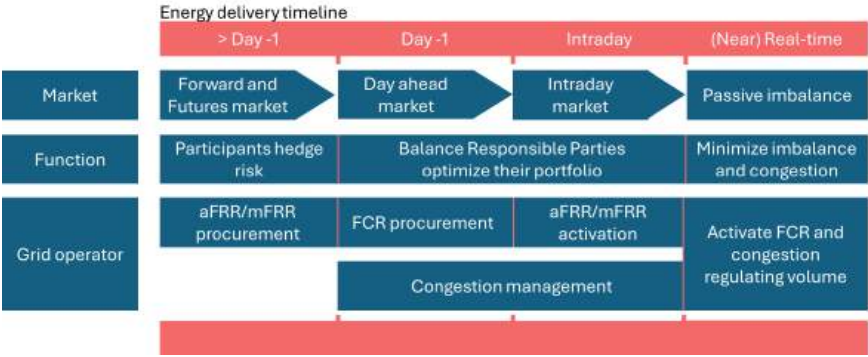 Energy delivery timeline
> Day -1
Day -1
Intraday
(Near) Real-time
Market
Forward and
Futures market
Day ahead
market
Intraday
market
Passive imbalance
Function
Participants hedge
risk
Balance Responsible Parties
optimize their portfolio
Minimize imbalance
and congestion
Grid operator
aFRR/mFRR
procurement
FCR procurement
aFRR/mFRR
activation
Activate FCR and
congestion
regulating volume
Congestion management